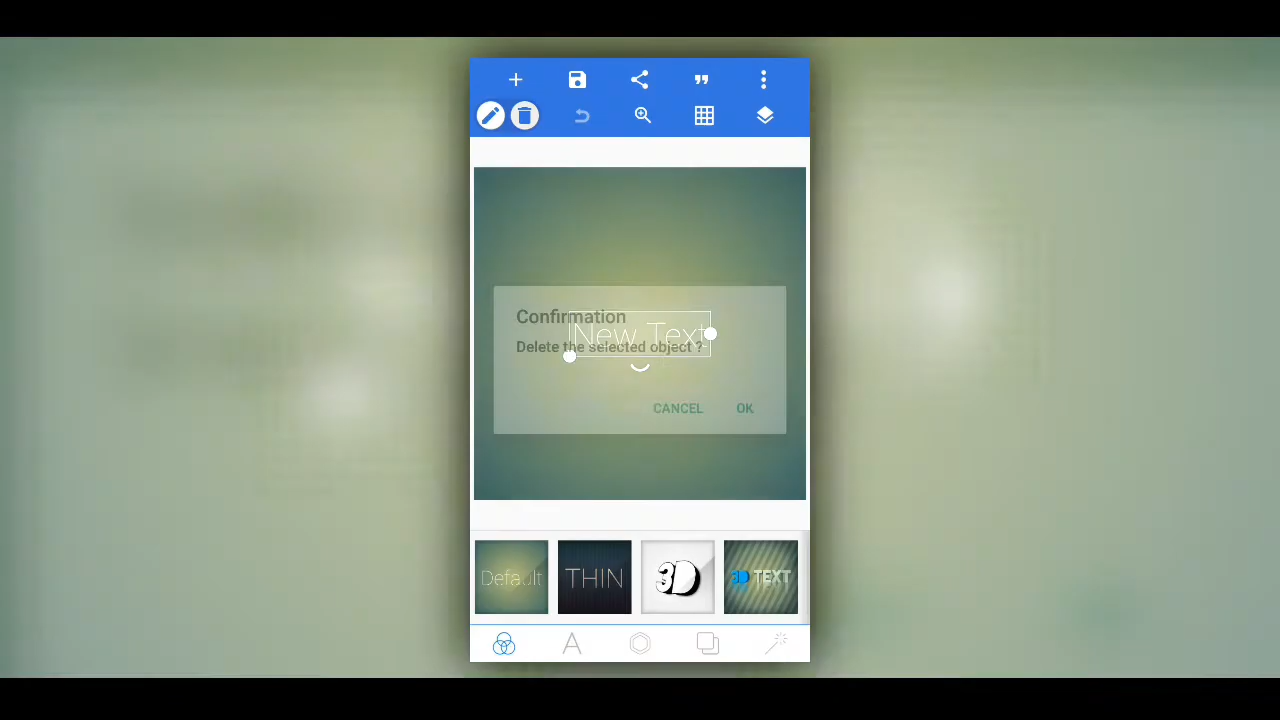 Confirmation
New Text
Delete the selected object ?
CANCEL OK
Default THIN 3D 3D TEXT